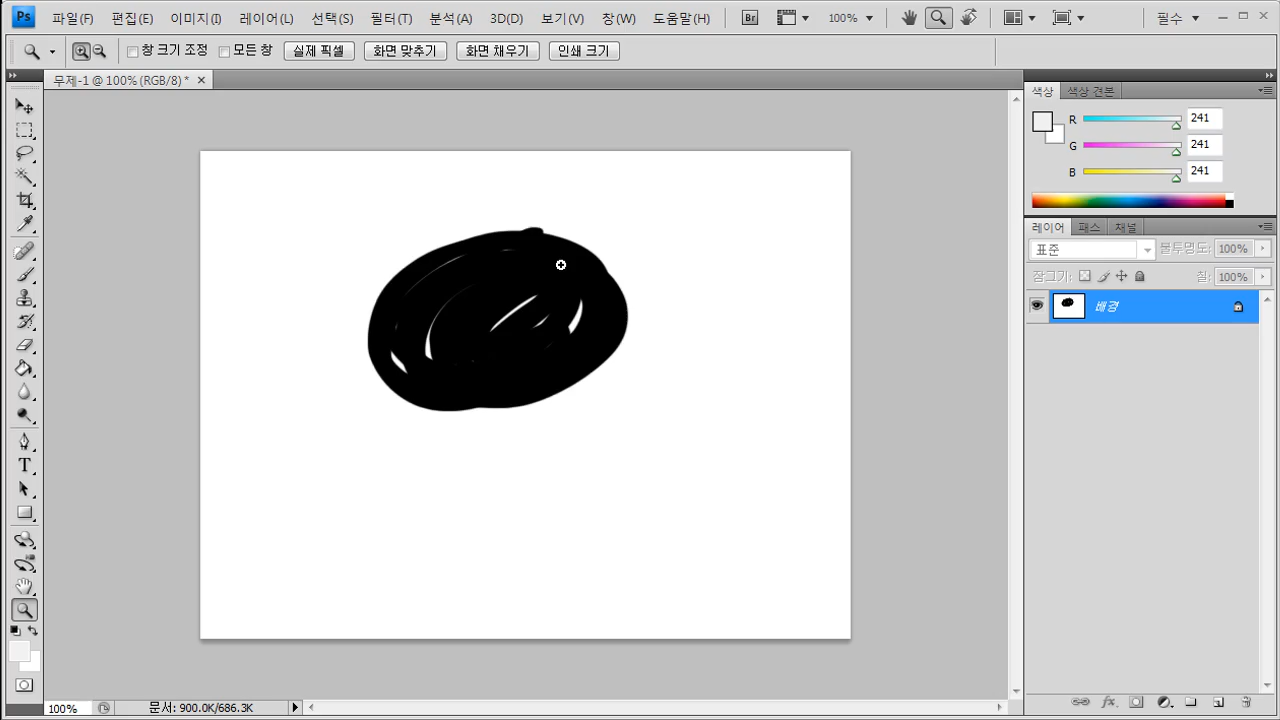 Ps 파일(F) 편집(E) 이미지(I) 레이어(L) 선택(S) 필터(T) 분석(A) 3D(D) 보기(V) 창(W) 도움말(H) Br 100% 필수
창 크기 조정 모든 창 실제 픽셀 화면 맞추기 화면 채우기 인쇄 크기
무제-1 @ 100%(RGB/8) *
색상 색상 견본
R 241
G 241
B 241
레이어 패스 채널
표준 불투명도: 100%
잠그기: 칠: 100%
배경
T
100% 문서: 900.0K/686.3K